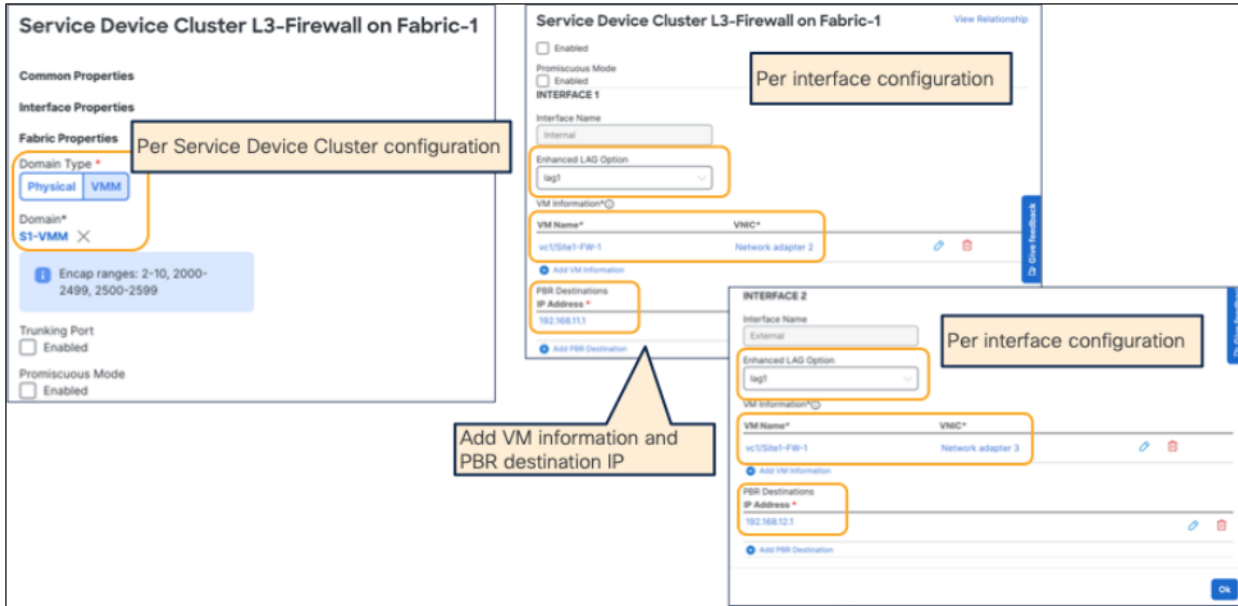 Service Device Cluster L3-Firewall on Fabric-1
Common Properties
Interface Properties
Fabric Properties
Per Service Device Cluster configuration
Domain Type *
Physical VMM
Domain*
S1-VMM
Encap ranges: 2-10, 2000-
2499, 2500-2599
Trunking Port
Enabled
Promiscuous Mode
Enabled
Service Device Cluster L3-Firewall on Fabric-1
View Relationship
Enabled
Promiscuous Mode
Enabled
Per interface configuration
INTERFACE 1
Interface Name
Internal
Enhanced LAG Option
lag1
VM Information*
VM Name* VNIC*
vc1/Site1-FW-1 Network adapter 2
Add VM Information
PBR Destinations
IP Address *
192.168.11.1
Add PBR Destination
Give feedback
Add VM information and
PBR destination IP
INTERFACE 2
Interface Name
External
Per interface configuration
Enhanced LAG Option
lag1
VM Information*
VM Name* VNIC*
vc1/Site1-FW-1 Network adapter 3
Add VM Information
PBR Destinations
IP Address *
192.168.12.1
Add PBR Destination
Ok